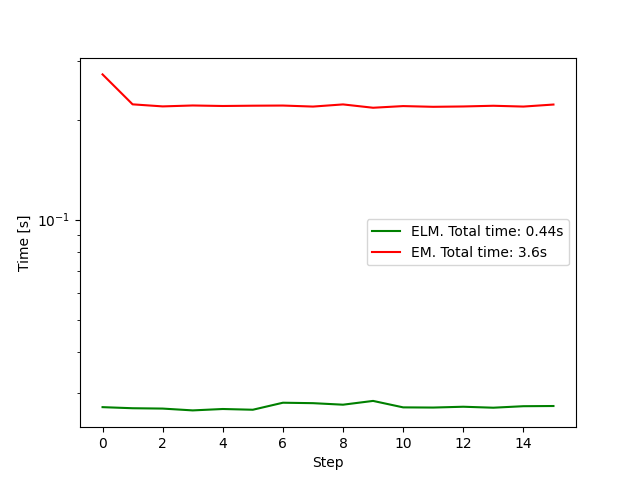 Time [s]
10⁻¹
ELM. Total time: 0.44s
EM. Total time: 3.6s
0 2 4 6 8 10 12 14
Step